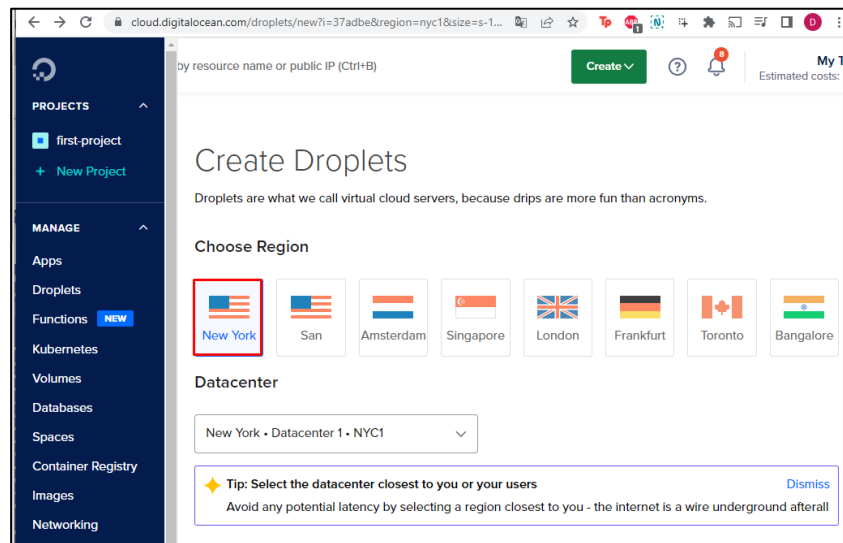 cloud.digitalocean.com/droplets/new?i=37adbe&region=nyc1&size=s-1...
Tp
ABP
1
N
D
by resource name or public IP (Ctrl+B)
Create
?
8
My T
Estimated costs:
PROJECTS
first-project
+ New Project
MANAGE
Apps
Droplets
Functions NEW
Kubernetes
Volumes
Databases
Spaces
Container Registry
Images
Networking
Create Droplets
Droplets are what we call virtual cloud servers, because drips are more fun than acronyms.
Choose Region
New York
San
Amsterdam
Singapore
London
Frankfurt
Toronto
Bangalore
Datacenter
New York • Datacenter 1 • NYC1
Tip: Select the datacenter closest to you or your users
Dismiss
Avoid any potential latency by selecting a region closest to you - the internet is a wire underground afterall